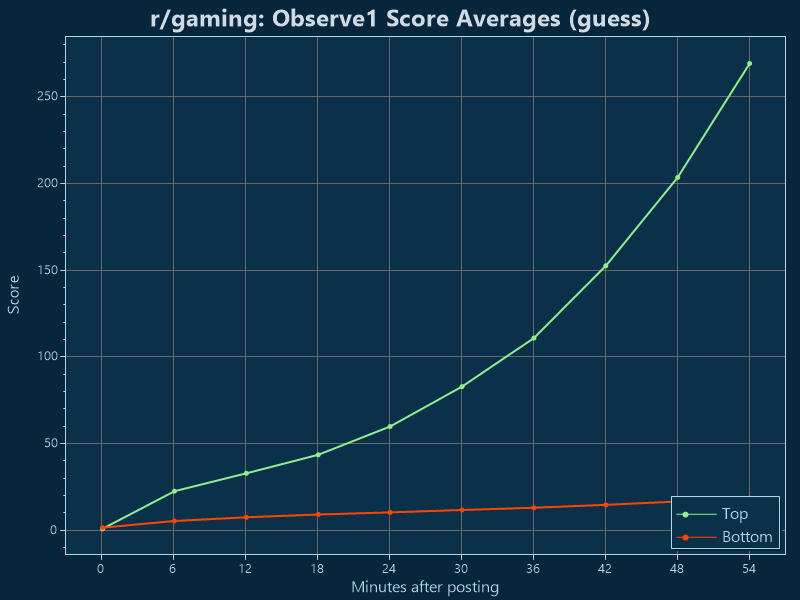 r/gaming: Observe1 Score Averages (guess)
250
200
150
100
50
0
Score
0 6 12 18 24 30 36 42 48 54
Minutes after posting
Top
Bottom